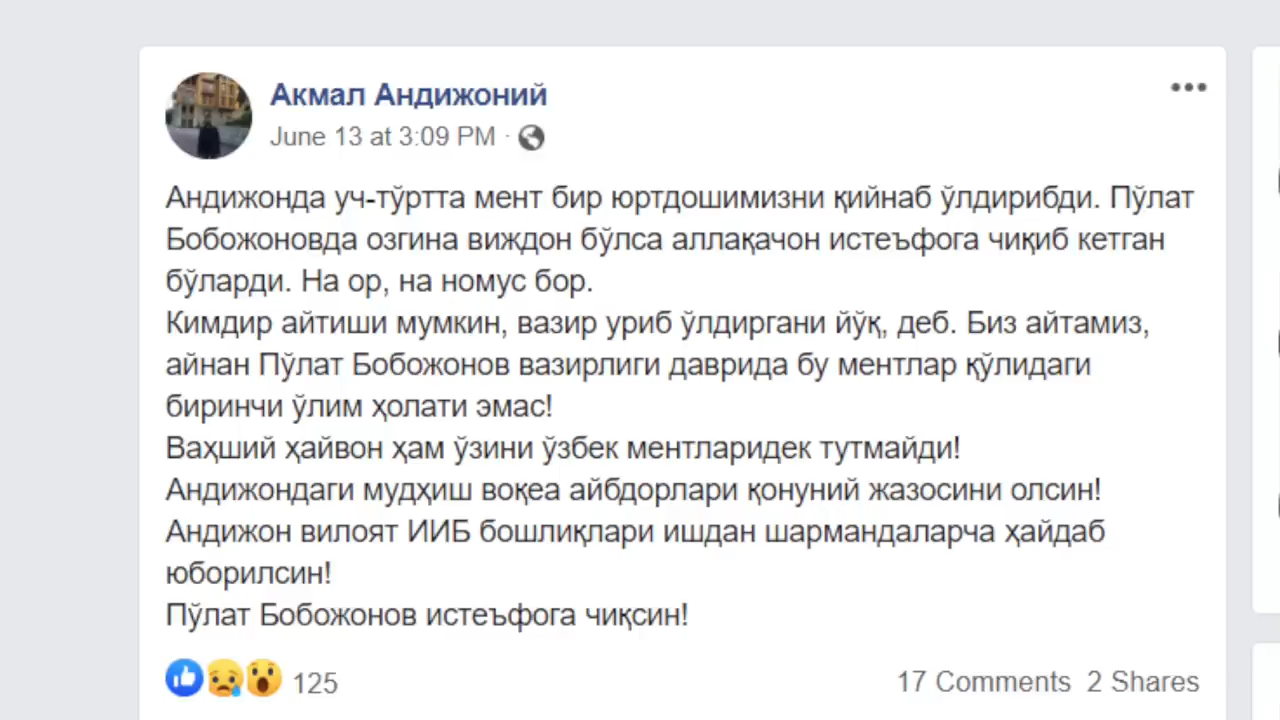 Акмал Андижоний
June 13 at 3:09 PM ·
Андижонда уч-тўртта мент бир юртдошимизни қийнаб ўлдирибди. Пўлат
Бобожоновда озгина виждон бўлса аллақачон истеъфога чиқиб кетган
бўларди. На ор, на номус бор.
Кимдир айтиши мумкин, вазир уриб ўлдиргани йўқ, деб. Биз айтамиз,
айнан Пўлат Бобожонов вазирлиги даврида бу ментлар қўлидаги
биринчи ўлим ҳолати эмас!
Ваҳший ҳайвон ҳам ўзини ўзбек ментларидек тутмайди!
Андижондаги мудҳиш воқеа айбдорлари қонуний жазосини олсин!
Андижон вилоят ИИБ бошлиқлари ишдан шармандаларча ҳайдаб
юборилсин!
Пўлат Бобожонов истеъфога чиқсин!
125 17 Comments 2 Shares